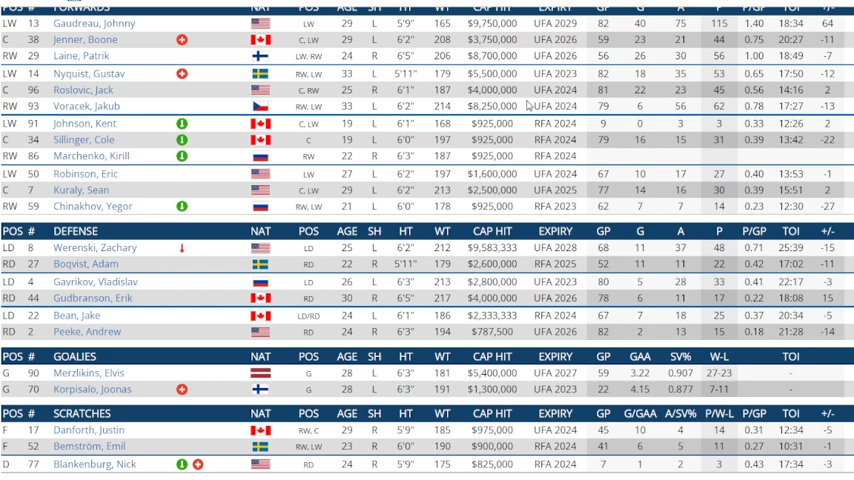 POS # FORWARDS NAT POS AGE SH HT WT CAP HIT EXPIRY GP G A P P/GP TOI +/-
LW 13 Gaudreau, Johnny LW 29 L 5'9" 165 $9,750,000 UFA 2029 82 40 75 115 1.40 18:34 64
C 38 Jenner, Boone C, LW 29 L 6'2" 208 $3,750,000 UFA 2026 59 23 21 44 0.75 20:27 -11
RW 29 Laine, Patrik LW, RW 24 R 6'5" 206 $8,700,000 UFA 2026 56 26 30 56 1.00 18:49 -7
LW 14 Nyquist, Gustav RW, LW 33 L 5'11" 179 $5,500,000 UFA 2023 82 18 35 53 0.65 17:50 -12
C 96 Roslovic, Jack C, RW 25 R 6'1" 187 $4,000,000 UFA 2024 81 22 23 45 0.56 14:16 2
RW 93 Voracek, Jakub RW, LW 33 L 6'2" 214 $8,250,000 UFA 2024 79 6 56 62 0.78 17:27 -13
LW 91 Johnson, Kent C, LW 19 L 6'1" 168 $925,000 RFA 2024 9 0 3 3 0.33 12:26 2
C 34 Sillinger, Cole C 19 L 6'0" 197 $925,000 RFA 2024 79 16 15 31 0.39 13:42 -22
RW 86 Marchenko, Kirill RW 22 R 6'3" 187 $925,000 RFA 2024
LW 50 Robinson, Eric LW 27 L 6'2" 197 $1,600,000 UFA 2024 67 10 17 27 0.40 13:53 -1
C 7 Kuraly, Sean C, LW 29 L 6'2" 213 $2,500,000 UFA 2025 77 14 16 30 0.39 15:51 2
RW 59 Chinakhov, Yegor RW, LW 21 L 6'0" 178 $925,000 RFA 2023 62 7 7 14 0.23 12:30 -27
POS # DEFENSE NAT POS AGE SH HT WT CAP HIT EXPIRY GP G A P P/GP TOI +/-
LD 8 Werenski, Zachary LD 25 L 6'2" 212 $9,583,333 UFA 2028 68 11 37 48 0.71 25:39 -15
RD 27 Boqvist, Adam RD 22 R 5'11" 179 $2,600,000 RFA 2025 52 11 11 22 0.42 17:02 -11
LD 4 Gavrikov, Vladislav LD 26 L 6'3" 213 $2,800,000 UFA 2023 80 5 28 33 0.41 22:17 -3
RD 44 Gudbranson, Erik RD 30 R 6'5" 217 $4,000,000 UFA 2026 78 6 11 17 0.22 18:08 15
LD 22 Bean, Jake LD/RD 24 L 6'1" 186 $2,333,333 RFA 2024 67 7 18 25 0.37 20:34 -5
RD 2 Peeke, Andrew RD 24 R 6'3" 194 $787,500 RFA 2023 82 2 13 15 0.18 21:28 -14
POS # GOALIES NAT POS AGE SH HT WT CAP HIT EXPIRY GP GAA SV% W-L TOI
G 90 Merzlikins, Elvis G 28 L 6'3" 181 $5,400,000 UFA 2027 59 3.22 0.907 27-23 -
G 70 Korpisalo, Joonas G 28 L 6'3" 191 $1,300,000 UFA 2023 22 4.15 0.877 7-11 -
POS # SCRATCHES NAT POS AGE SH HT WT CAP HIT EXPIRY GP G/GAA A/SV% P/W-L P/GP TOI +/-
F 17 Danforth, Justin RW, C 29 R 5'9" 185 $975,000 UFA 2024 45 10 4 14 0.31 12:34 -5
F 52 Bemström, Emil RW, LW 23 R 5'10" 190 $900,000 RFA 2024 41 6 5 11 0.27 10:31 -1
D 77 Blankenburg, Nick RD 24 R 5'9" 175 $825,000 RFA 2023 7 1 2 3 0.43 17:34 -3